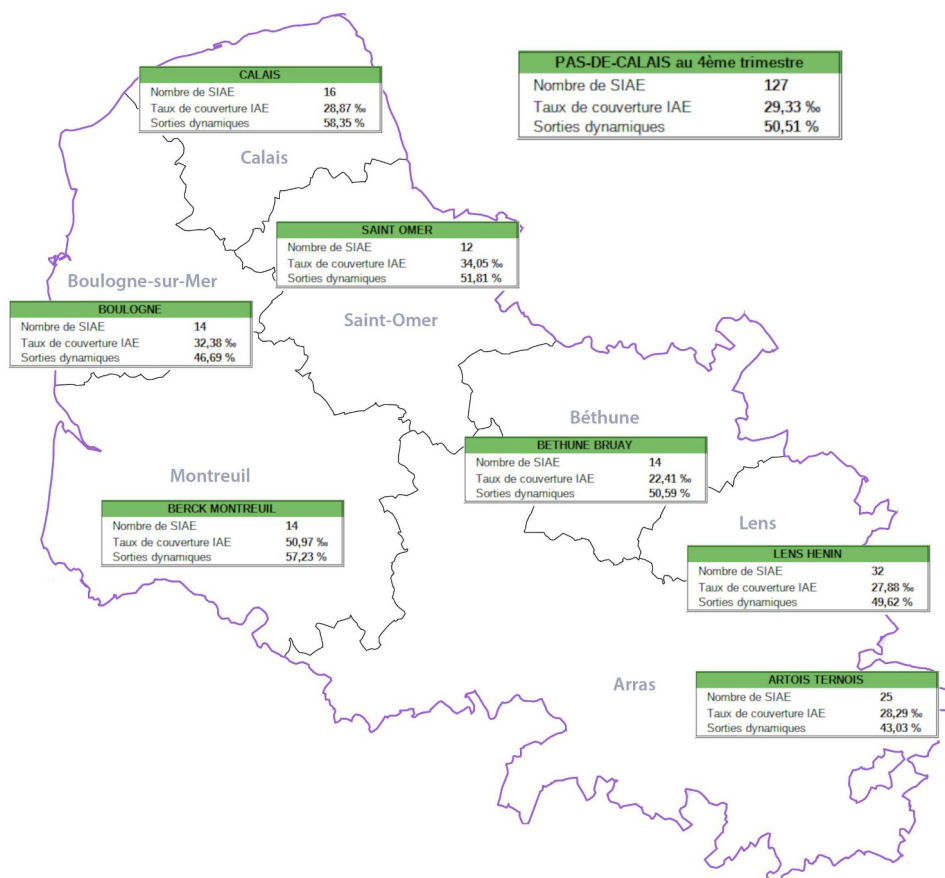 CALAIS
Nombre de SIAE 16
Taux de couverture IAE 28,87 ‰
Sorties dynamiques 58,35 %
PAS-DE-CALAIS au 4ème trimestre
Nombre de SIAE 127
Taux de couverture IAE 29,33 ‰
Sorties dynamiques 50,51 %
Calais
SAINT OMER
Nombre de SIAE 12
Taux de couverture IAE 34,05 ‰
Sorties dynamiques 51,81 %
Boulogne-sur-Mer
BOULOGNE
Nombre de SIAE 14
Taux de couverture IAE 32,38 ‰
Sorties dynamiques 46,69 %
Saint-Omer
Béthune
BETHUNE BRUAY
Nombre de SIAE 14
Taux de couverture IAE 22,41 ‰
Sorties dynamiques 50,59 %
Montreuil
BERCK MONTREUIL
Nombre de SIAE 14
Taux de couverture IAE 50,97 ‰
Sorties dynamiques 57,23 %
Lens
LENS HENIN
Nombre de SIAE 32
Taux de couverture IAE 27,88 ‰
Sorties dynamiques 49,62 %
Arras
ARTOIS TERNOIS
Nombre de SIAE 25
Taux de couverture IAE 28,29 ‰
Sorties dynamiques 43,03 %